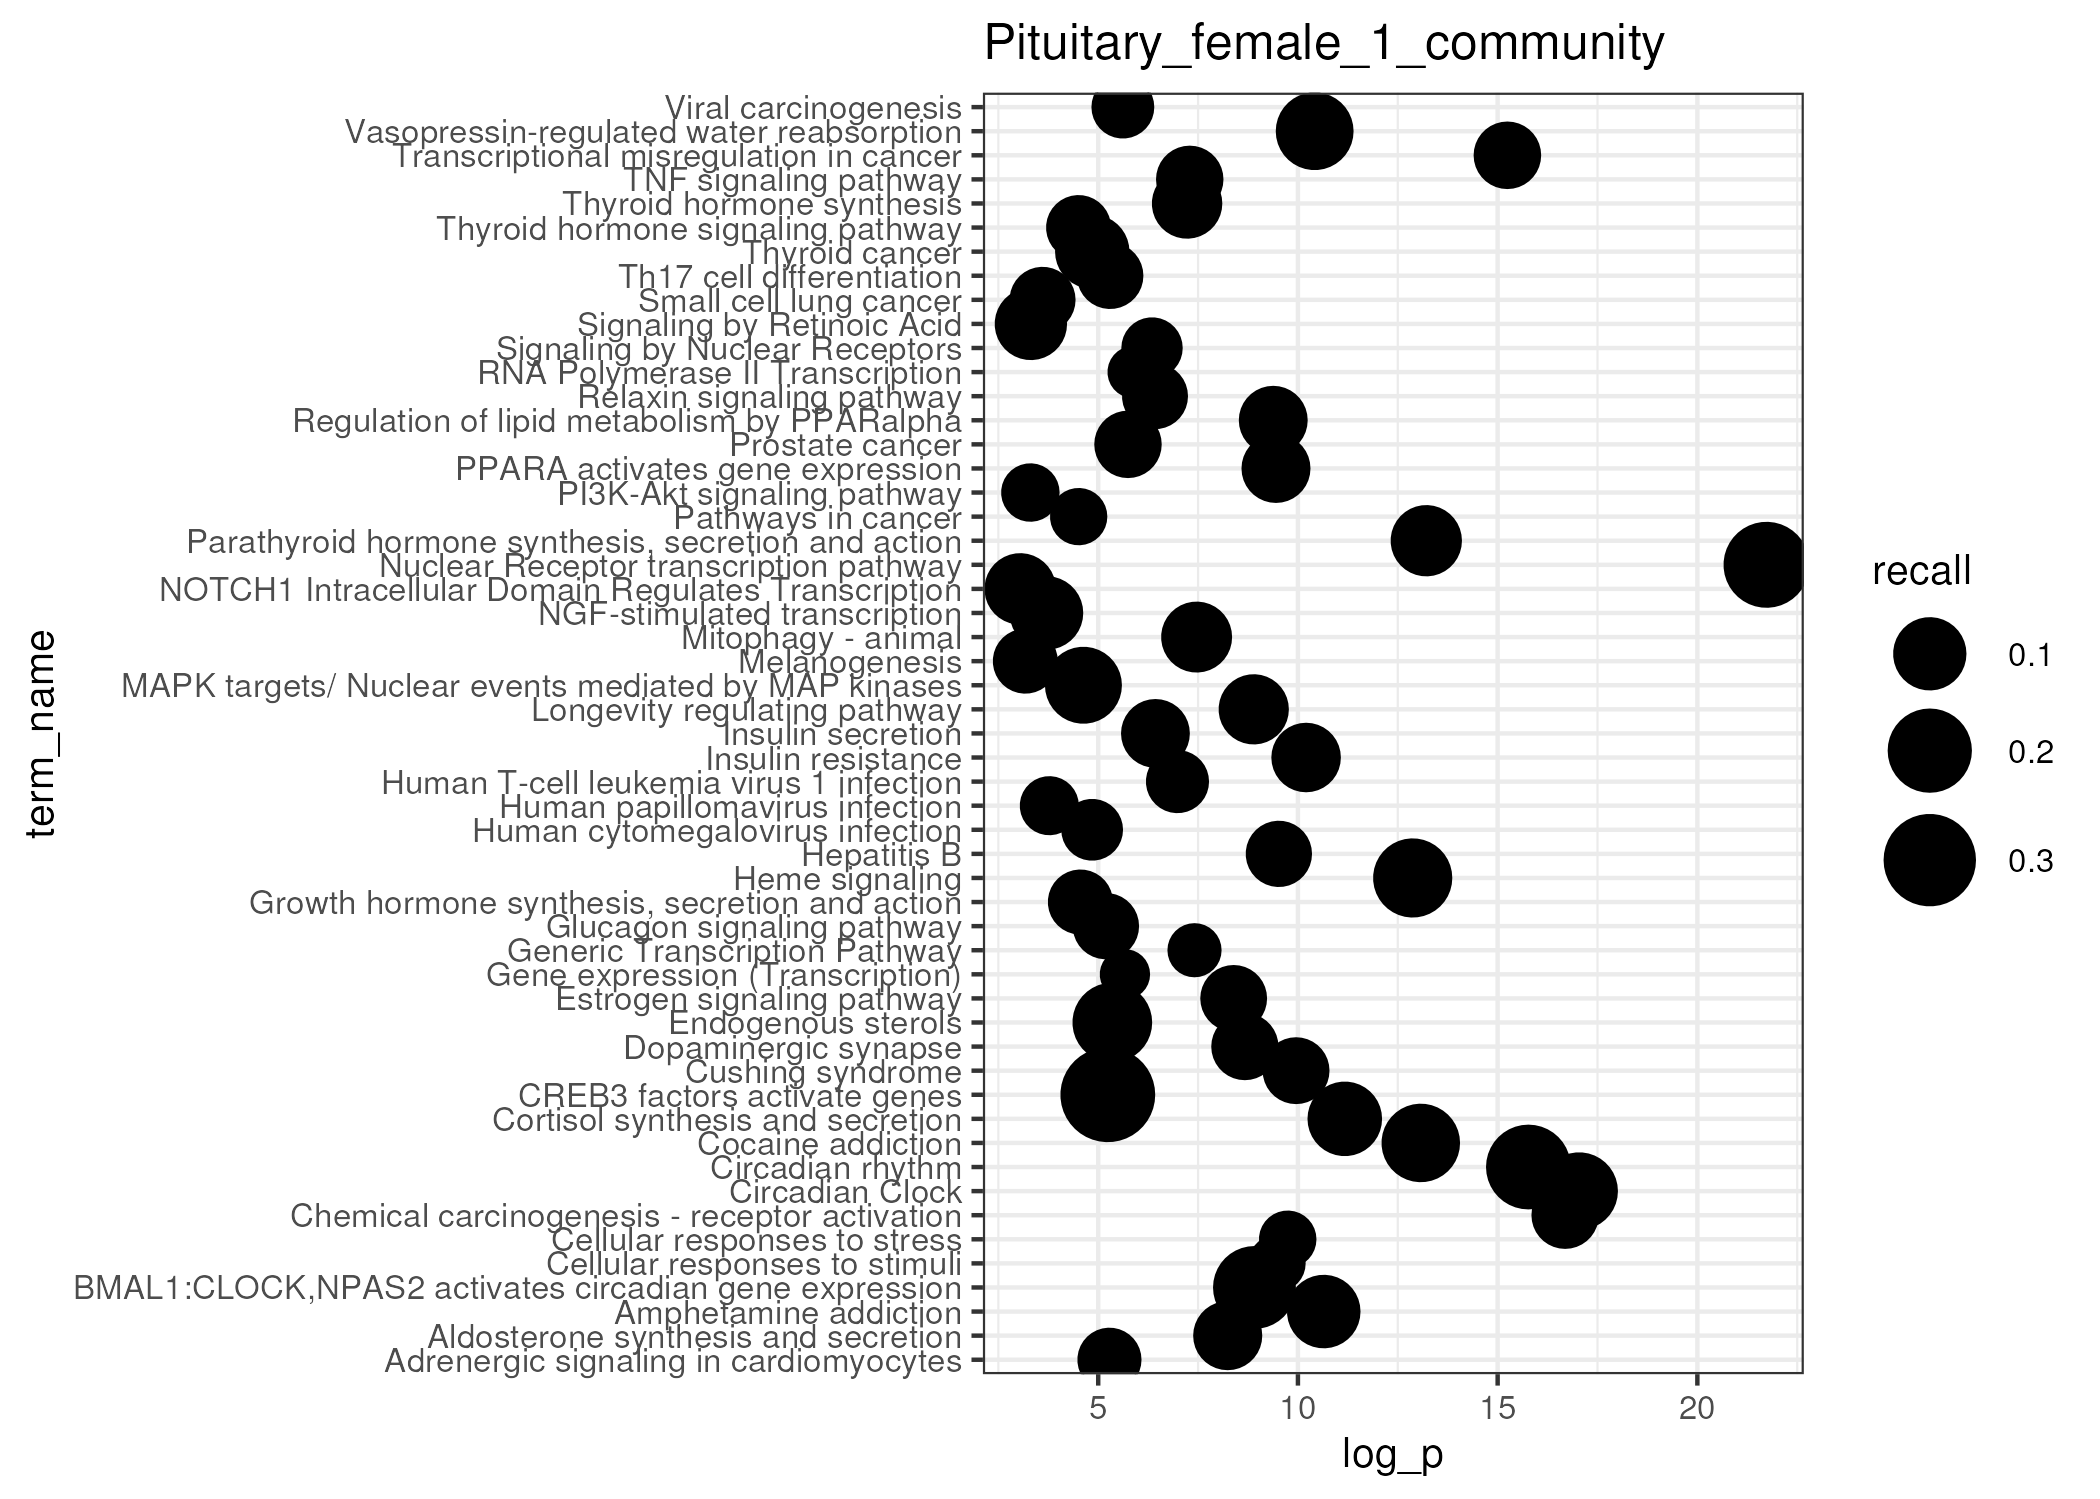 Pituitary_female_1_community
Viral carcinogenesis
Vasopressin-regulated water reabsorption
Transcriptional misregulation in cancer
TNF signaling pathway
Thyroid hormone synthesis
Thyroid hormone signaling pathway
Thyroid cancer
Th17 cell differentiation
Small cell lung cancer
Signaling by Retinoic Acid
Signaling by Nuclear Receptors
RNA Polymerase II Transcription
Relaxin signaling pathway
Regulation of lipid metabolism by PPARalpha
Prostate cancer
PPARA activates gene expression
PI3K-Akt signaling pathway
Pathways in cancer
Parathyroid hormone synthesis, secretion and action
Nuclear Receptor transcription pathway
NOTCH1 Intracellular Domain Regulates Transcription
NGF-stimulated transcription
Mitophagy - animal
Melanogenesis
MAPK targets/ Nuclear events mediated by MAP kinases
Longevity regulating pathway
Insulin secretion
Insulin resistance
Human T-cell leukemia virus 1 infection
Human papillomavirus infection
Human cytomegalovirus infection
Hepatitis B
Heme signaling
Growth hormone synthesis, secretion and action
Glucagon signaling pathway
Generic Transcription Pathway
Gene expression (Transcription)
Estrogen signaling pathway
Endogenous sterols
Dopaminergic synapse
Cushing syndrome
CREB3 factors activate genes
Cortisol synthesis and secretion
Cocaine addiction
Circadian rhythm
Circadian Clock
Chemical carcinogenesis - receptor activation
Cellular responses to stress
Cellular responses to stimuli
BMAL1:CLOCK,NPAS2 activates circadian gene expression
Amphetamine addiction
Aldosterone synthesis and secretion
Adrenergic signaling in cardiomyocytes
term_name
5 10 15 20
log_p
recall
0.1
0.2
0.3